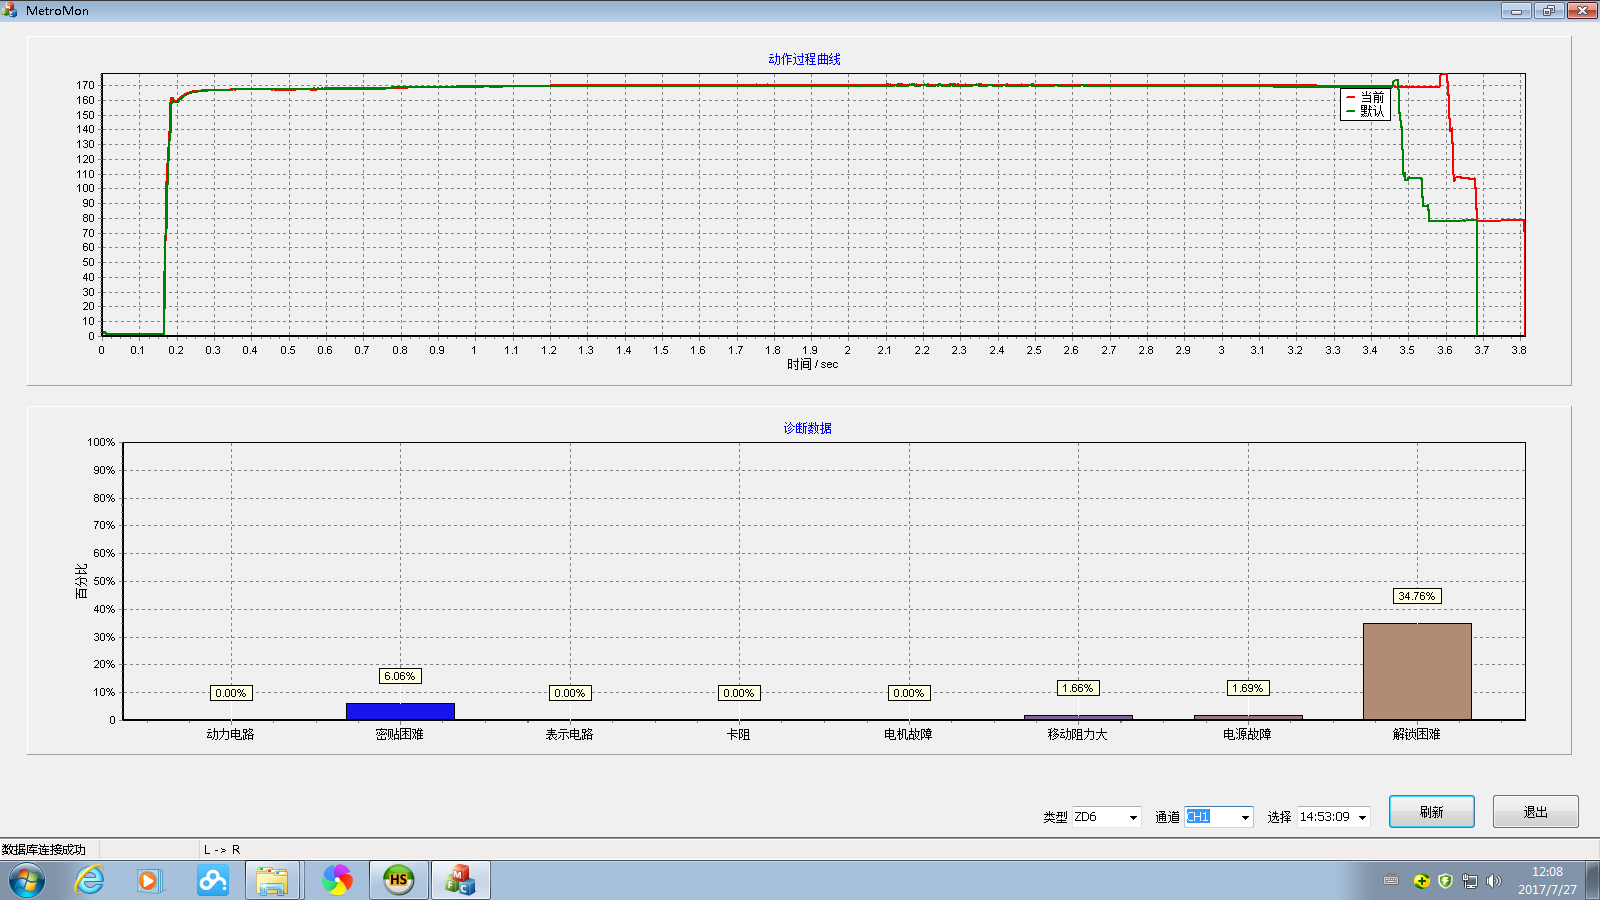 MetroMon
动作过程曲线
170
160
150
140
130
120
110
100
90
80
70
60
50
40
30
20
10
0
当前
默认
0 0.1 0.2 0.3 0.4 0.5 0.6 0.7 0.8 0.9 1 1.1 1.2 1.3 1.4 1.5 1.6 1.7 1.8 1.9 2 2.1 2.2 2.3 2.4 2.5 2.6 2.7 2.8 2.9 3 3.1 3.2 3.3 3.4 3.5 3.6 3.7 3.8
时间 / sec
诊断数据
百分比
100%
90%
80%
70%
60%
50%
40%
30%
20%
10%
0
0.00% 6.06% 0.00% 0.00% 0.00% 1.66% 1.69% 34.76%
动力电路 密贴困难 表示电路 卡阻 电机故障 移动阻力大 电源故障 解锁困难
类型 ZD6 通道 CH1 选择 14:53:09 刷新 退出
数据库连接成功 L -> R
HS
M
F C
12:08
2017/7/27